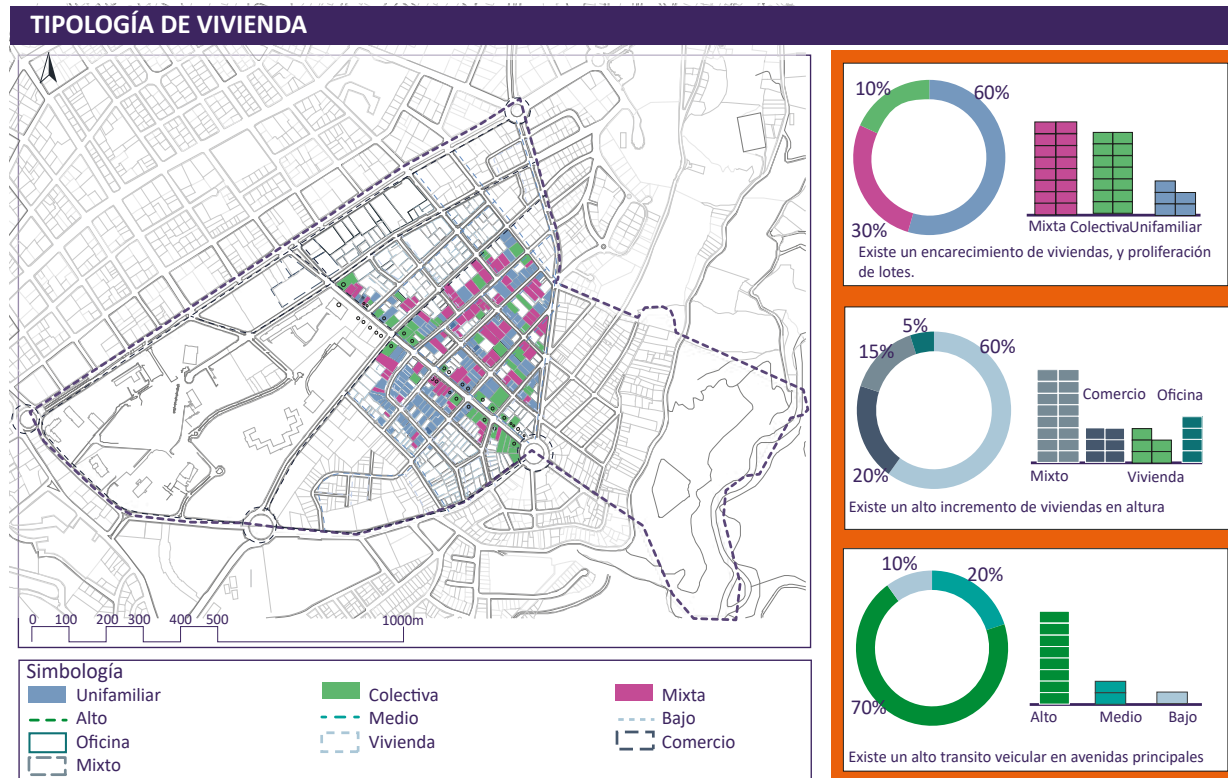 TIPOLOGÍA DE VIVIENDA
0 100 200 300 400 500 1000m
Simbología
Unifamiliar Colectiva Mixta
Alto Medio Bajo
Oficina Vivienda Comercio
Mixto
10% 60%
30%
Mixta Colectiva Unifamiliar
Existe un encarecimiento de viviendas, y proliferación
de lotes.
5% 60%
15%
20%
Comercio Oficina
Mixto Vivienda
Existe un alto incremento de viviendas en altura
10% 20%
70%
Alto Medio Bajo
Existe un alto transito veicular en avenidas principales